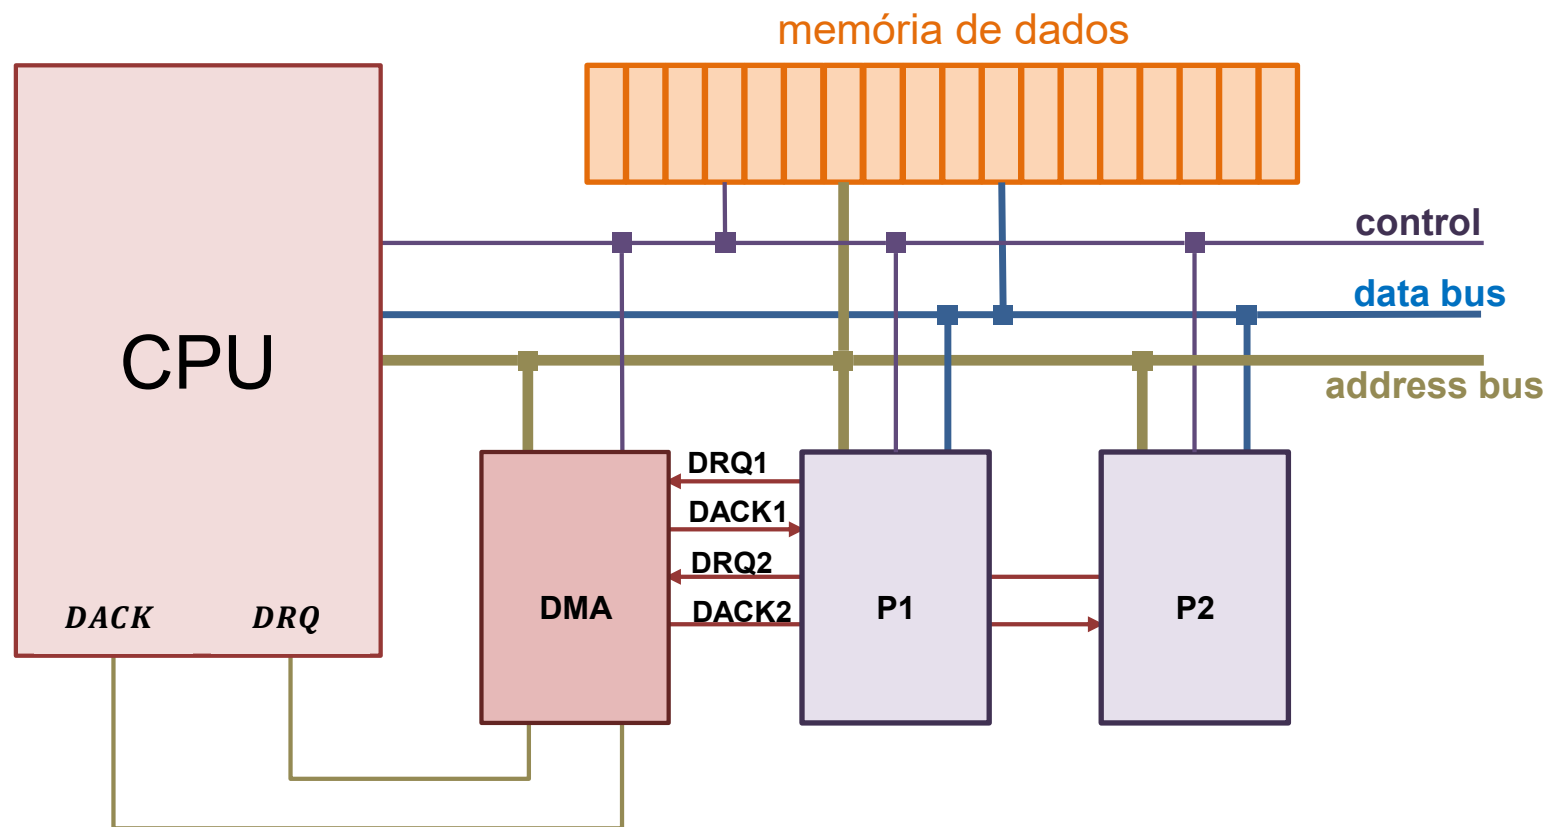 memória de dados
control
data bus
CPU
address bus
DRQ1
DACK1
DRQ2
DMA
DACK2
P1
P2
DACK
DRQ